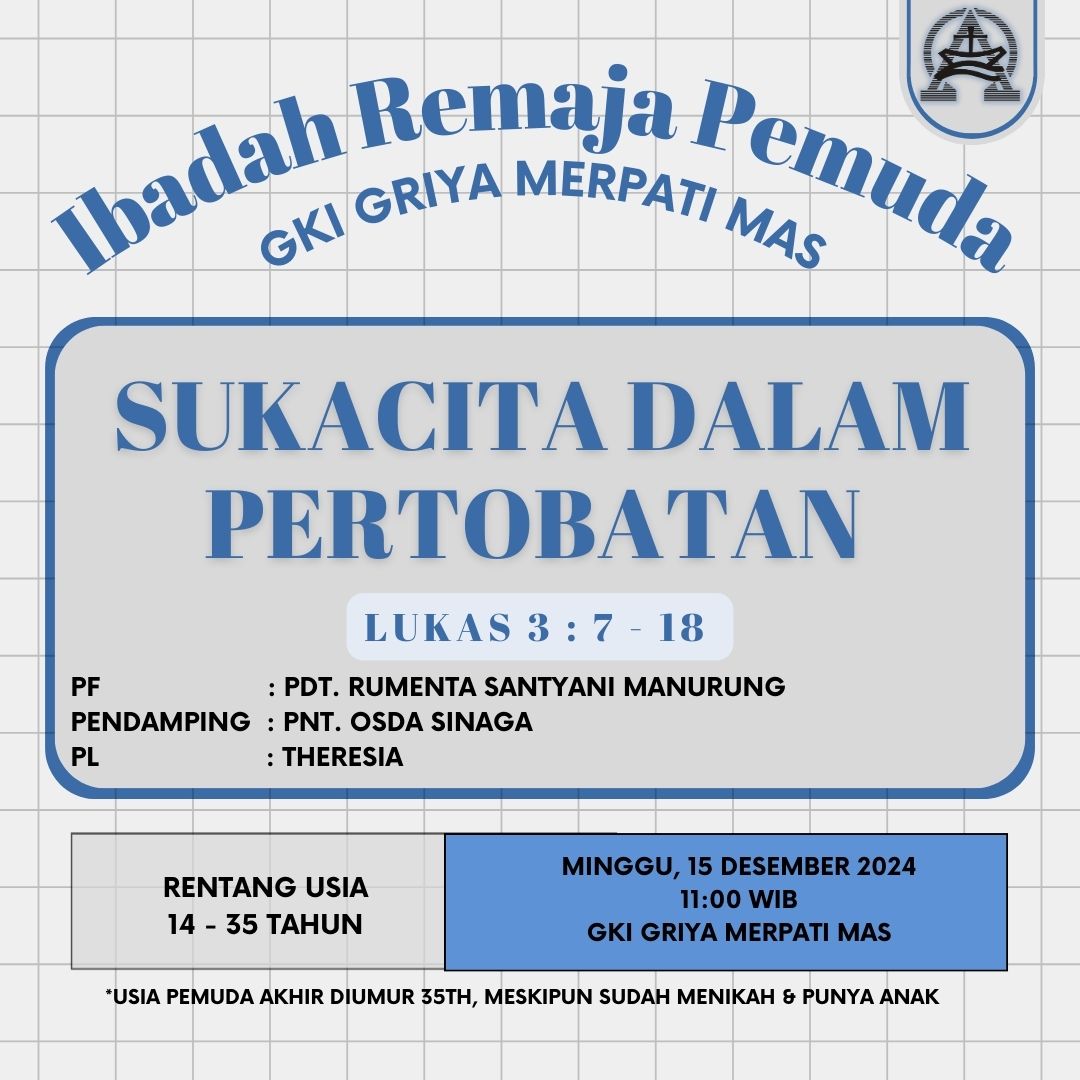 Ibadah Remaja Pemuda
GKI GRIYA MERPATI MAS
SUKACITA DALAM
PERTOBATAN
LUKAS 3 : 7 - 18
PF : PDT. RUMENTA SANTYANI MANURUNG
PENDAMPING : PNT. OSDA SINAGA
PL : THERESIA
RENTANG USIA
14 - 35 TAHUN
MINGGU, 15 DESEMBER 2024
11:00 WIB
GKI GRIYA MERPATI MAS
*USIA PEMUDA AKHIR DIUMUR 35TH, MESKIPUN SUDAH MENIKAH & PUNYA ANAK